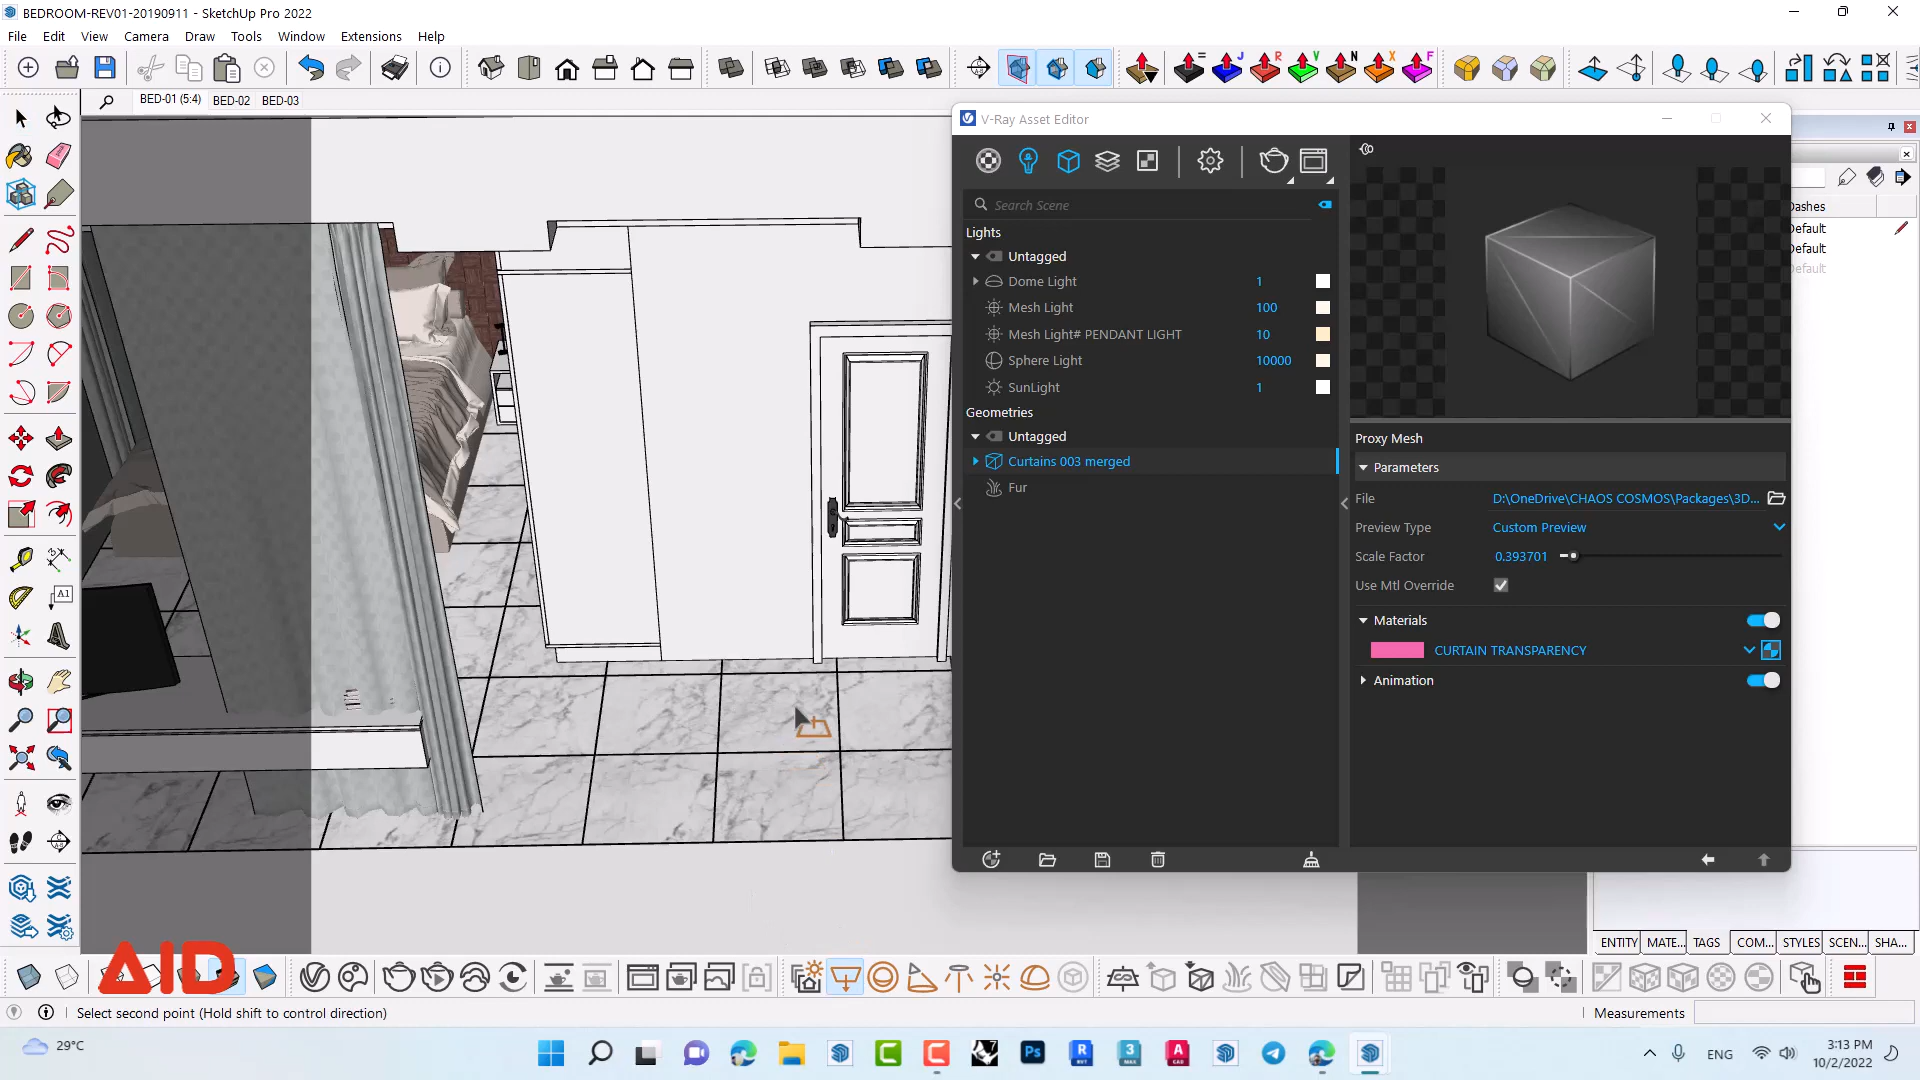 BEDROOM-REV01-20190911 - SketchUp Pro 2022
File Edit View Camera Draw Tools Window Extensions Help
BED-01 (5:4) BED-02 BED-03
V-Ray Asset Editor
Search Scene
Lights
Untagged
Dome Light 1
Mesh Light 100
Mesh Light# PENDANT LIGHT 10
Sphere Light 10000
SunLight 1
Geometries
Untagged
Curtains 003 merged
Fur
Proxy Mesh
Parameters
File D:\OneDrive\CHAOS COSMOS\Packages\3D...
Preview Type Custom Preview
Scale Factor 0.393701
Use Mtl Override
Materials
CURTAIN TRANSPARENCY
Animation
Dashes
Default
Default
Default
ENTITY MATE... TAGS COM... STYLES SCEN... SHA...
AID
Select second point (Hold shift to control direction)
Measurements
29°C
ENG
3:13 PM
10/2/2022